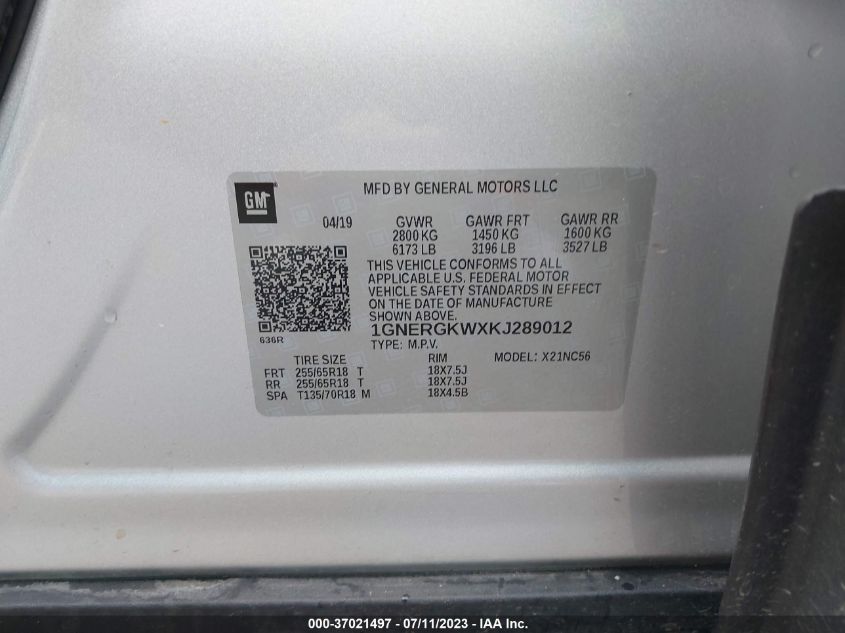 GM
MFD BY GENERAL MOTORS LLC
04/19 GVWR GAWR FRT GAWR RR
2800 KG 1450 KG 1600 KG
6173 LB 3196 LB 3527 LB
THIS VEHICLE CONFORMS TO ALL
APPLICABLE U.S. FEDERAL MOTOR
VEHICLE SAFETY STANDARDS IN EFFECT
ON THE DATE OF MANUFACTURE
SHOWN ABOVE.
1GNERGKWXKJ289012
636R
TYPE: M.P.V.
TIRE SIZE RIM MODEL: X21NC56
FRT 255/65R18 T 18X7.5J
RR 255/65R18 T 18X7.5J
SPA T135/70R18 M 18X4.5B
000-37021497 - 07/11/2023 - © IAA Inc.